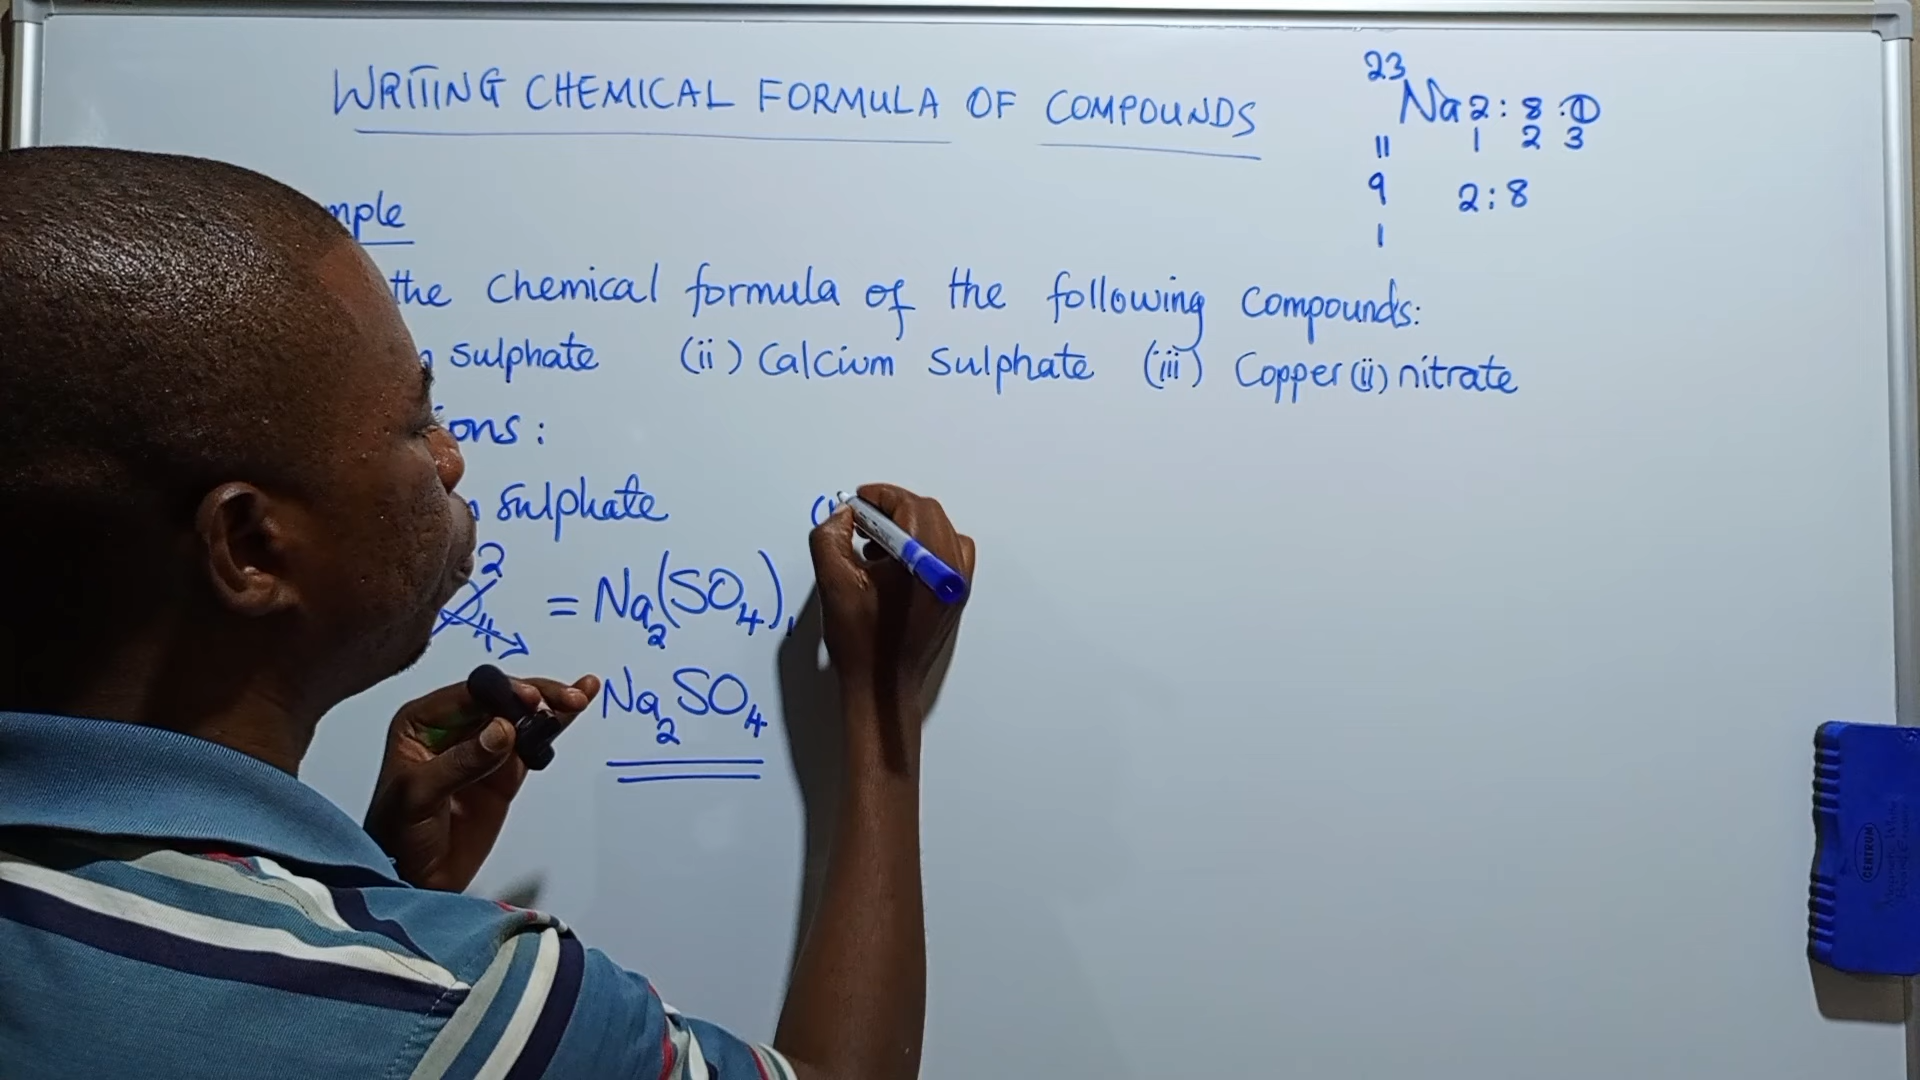 WRITING CHEMICAL FORMULA OF COMPOUNDS
23
Na 2 : 8 : 1
11 1 2 3
9 2 : 8
1
mple
the chemical formula of the following compounds:
sulphate (ii) Calcium sulphate (iii) Copper (ii) nitrate
ons :
sulphate (
2
4 = Na2(SO4)1
Na2SO4
CENTRUM